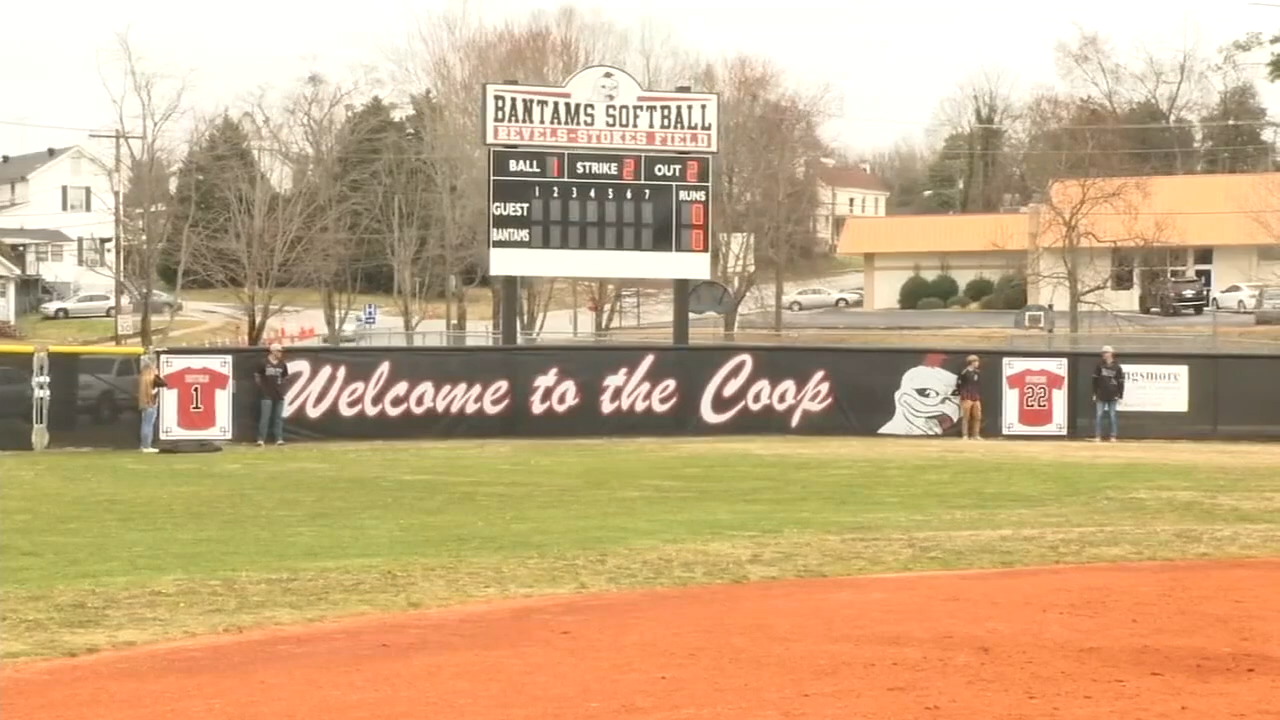 BANTAMS SOFTBALL
REVELS-STOKES FIELD
BALL STRIKE 2 OUT 2
1 2 3 4 5 6 7 RUNS
GUEST 0
BANTAMS 0
Welcome to the Coop
1
22
ngsmore
H